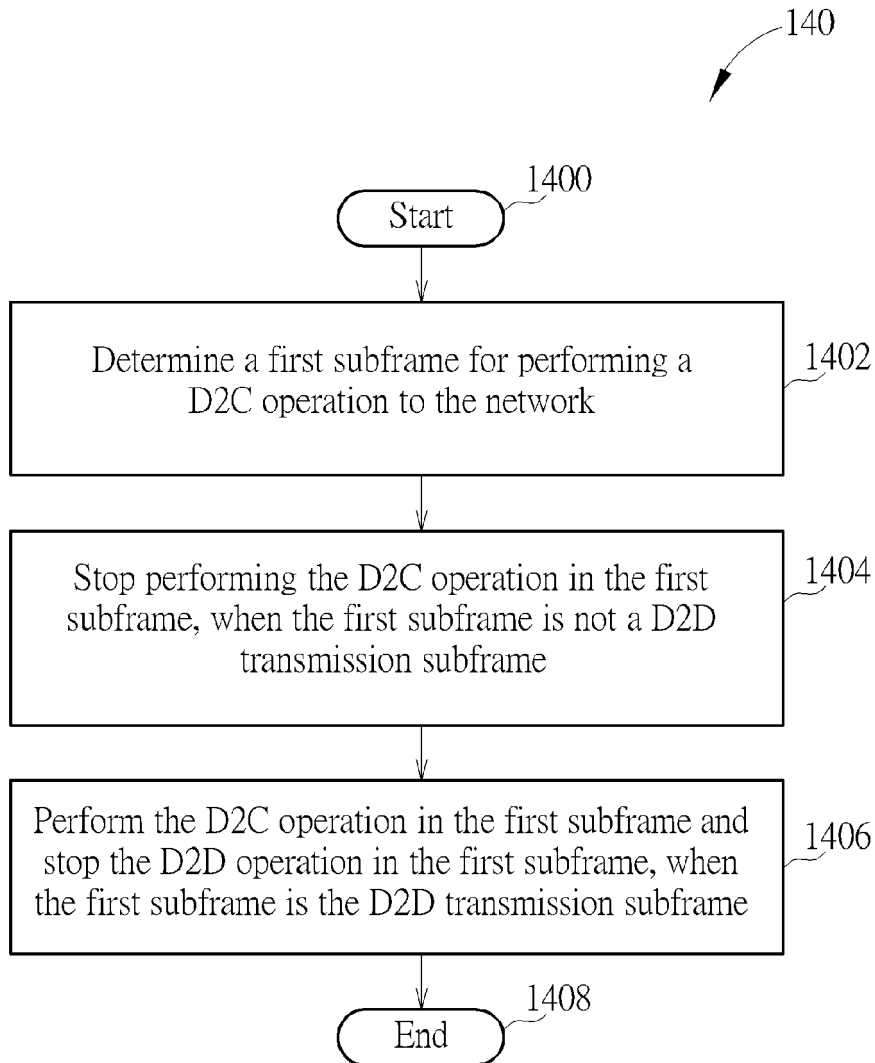 140
1400
Start
Determine a first subframe for performing a
D2C operation to the network
1402
Stop performing the D2C operation in the first
subframe, when the first subframe is not a D2D
transmission subframe
1404
Perform the D2C operation in the first subframe and
stop the D2D operation in the first subframe, when
the first subframe is the D2D transmission subframe
1406
End
1408